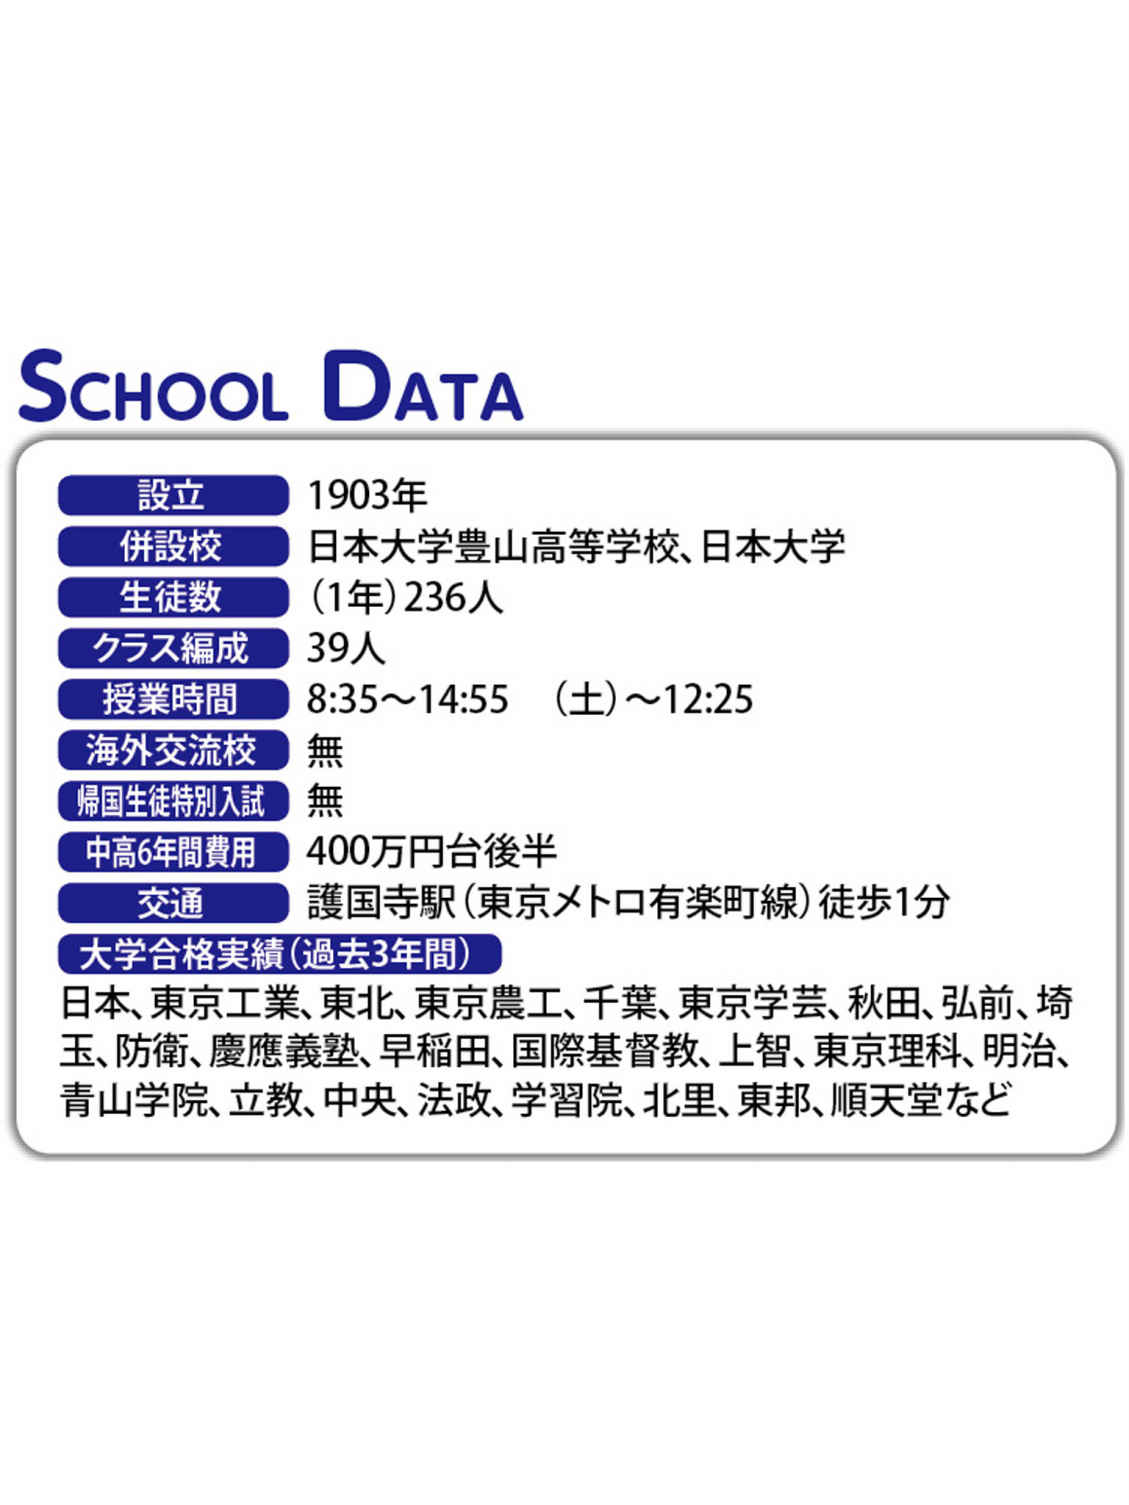 SCHOOL DATA
設立 1903年
併設校 日本大学豊山高等学校、日本大学
生徒数 (1年)236人
クラス編成 39人
授業時間 8:35〜14:55 (土)〜12:25
海外交流校 無
帰国生徒特別入試 無
中高6年間費用 400万円台後半
交通 護国寺駅(東京メトロ有楽町線)徒歩1分
大学合格実績(過去3年間)
日本、東京工業、東北、東京農工、千葉、東京学芸、秋田、弘前、埼
玉、防衛、慶應義塾、早稲田、国際基督教、上智、東京理科、明治、
青山学院、立教、中央、法政、学習院、北里、東邦、順天堂など